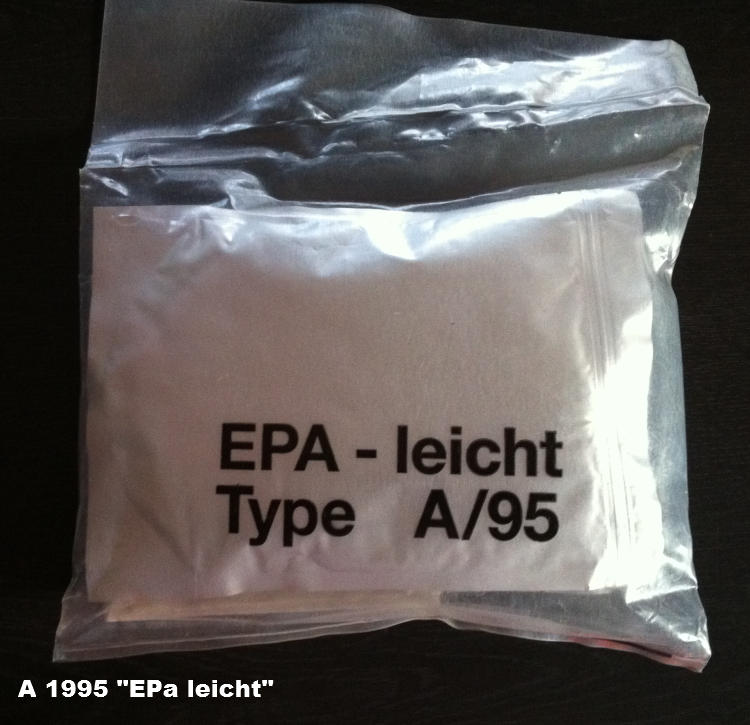 EPA - leicht
Type A/95
A 1995 "EPa leicht"